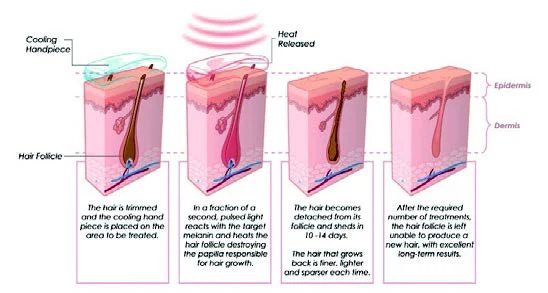 Cooling
Handpiece
Heat
Released
Epidermis
Dermis
Hair Follicle
The hair is trimmed
and the cooling hand
piece is placed on the
area to be treated.
In a fraction of a
second, pulsed light
reacts with the target
melanin and heats the
hair follicle destroying
the papilla responsible
for hair growth.
The hair becomes
detached from its
follicle and sheds in
10 -14 days.
The hair that grows
back is finer, lighter
and sparser each time.
After the required
number of treatments,
the hair follicle is left
unable to produce a
new hair, with excellent
long-term results.